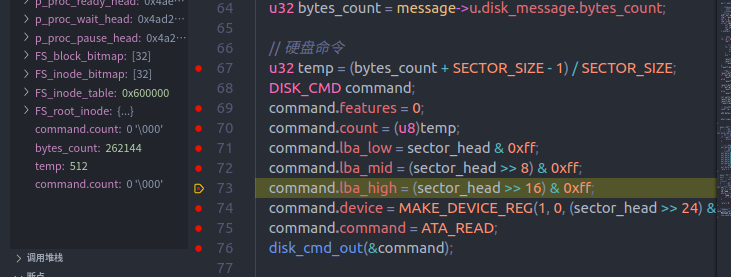 p_proc_ready_head: 0x4ae…
p_proc_wait_head: 0x4ad2…
p_proc_pause_head: 0x4a2…
FS_block_bitmap: [32]
FS_inode_bitmap: [32]
FS_inode_table: 0x600000
FS_root_inode: {...}
command.count: 0 '\000'
bytes_count: 262144
temp: 512
command.count: 0 '\000'
调用堆栈
断点
64 u32 bytes_count = message->u.disk_message.bytes_count;
65
66 // 硬盘命令
67 u32 temp = (bytes_count + SECTOR_SIZE - 1) / SECTOR_SIZE;
68 DISK_CMD command;
69 command.features = 0;
70 command.count = (u8)temp;
71 command.lba_low = sector_head & 0xff;
72 command.lba_mid = (sector_head >> 8) & 0xff;
73 command.lba_high = (sector_head >> 16) & 0xff;
74 command.device = MAKE_DEVICE_REG(1, 0, (sector_head >> 24) &
75 command.command = ATA_READ;
76 disk_cmd_out(&command);
77